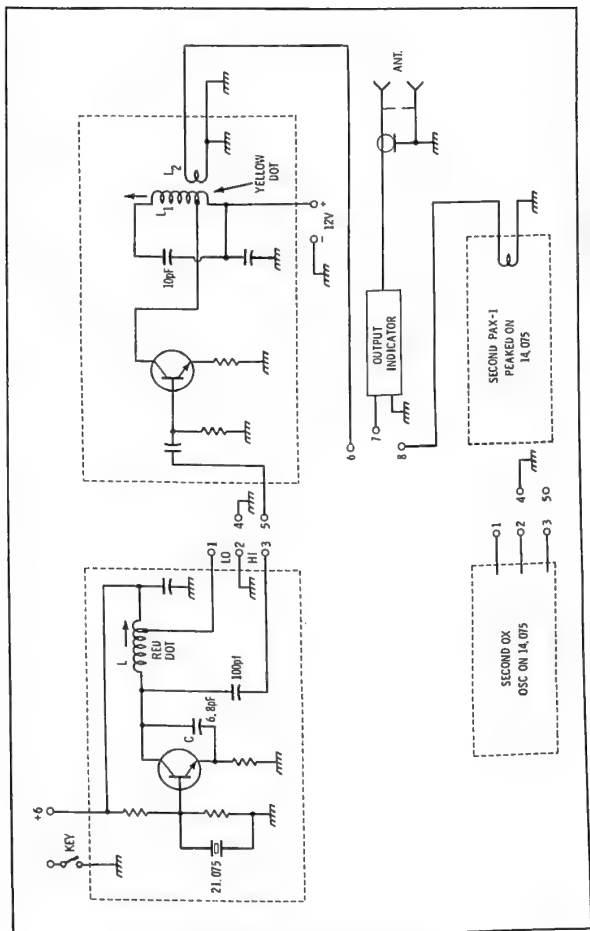 KEY
+6
21.075
C
6.8pF
100pf
L
RED
DOT
1
LO
2
HI
3
4
5
10pF
L1
L2
YELLOW
DOT
−
+
12V
6
7
8
OUTPUT
INDICATOR
ANT.
SECOND OX
OSC ON 14,075
1
2
3
4
5
SECOND PAX-1
PEAKED ON
14,075